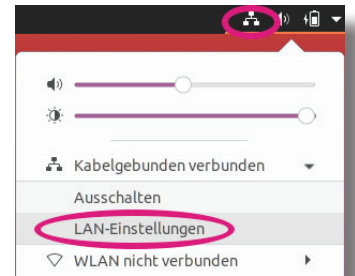 Kabelgebunden verbunden
Ausschalten
LAN-Einstellungen
WLAN nicht verbunden